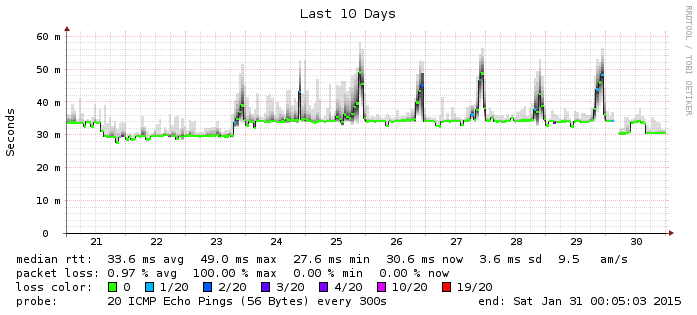 Last 10 Days
RRDTOOL / TOBI OETIKER
Seconds
60 m
50 m
40 m
30 m
20 m
10 m
0
21 22 23 24 25 26 27 28 29 30
median rtt: 33.6 ms avg 49.0 ms max 27.6 ms min 30.6 ms now 3.6 ms sd 9.5 am/s
packet loss: 0.97 % avg 100.00 % max 0.00 % min 0.00 % now
loss color: 0 1/20 2/20 3/20 4/20 10/20 19/20
probe: 20 ICMP Echo Pings (56 Bytes) every 300s end: Sat Jan 31 00:05:03 2015